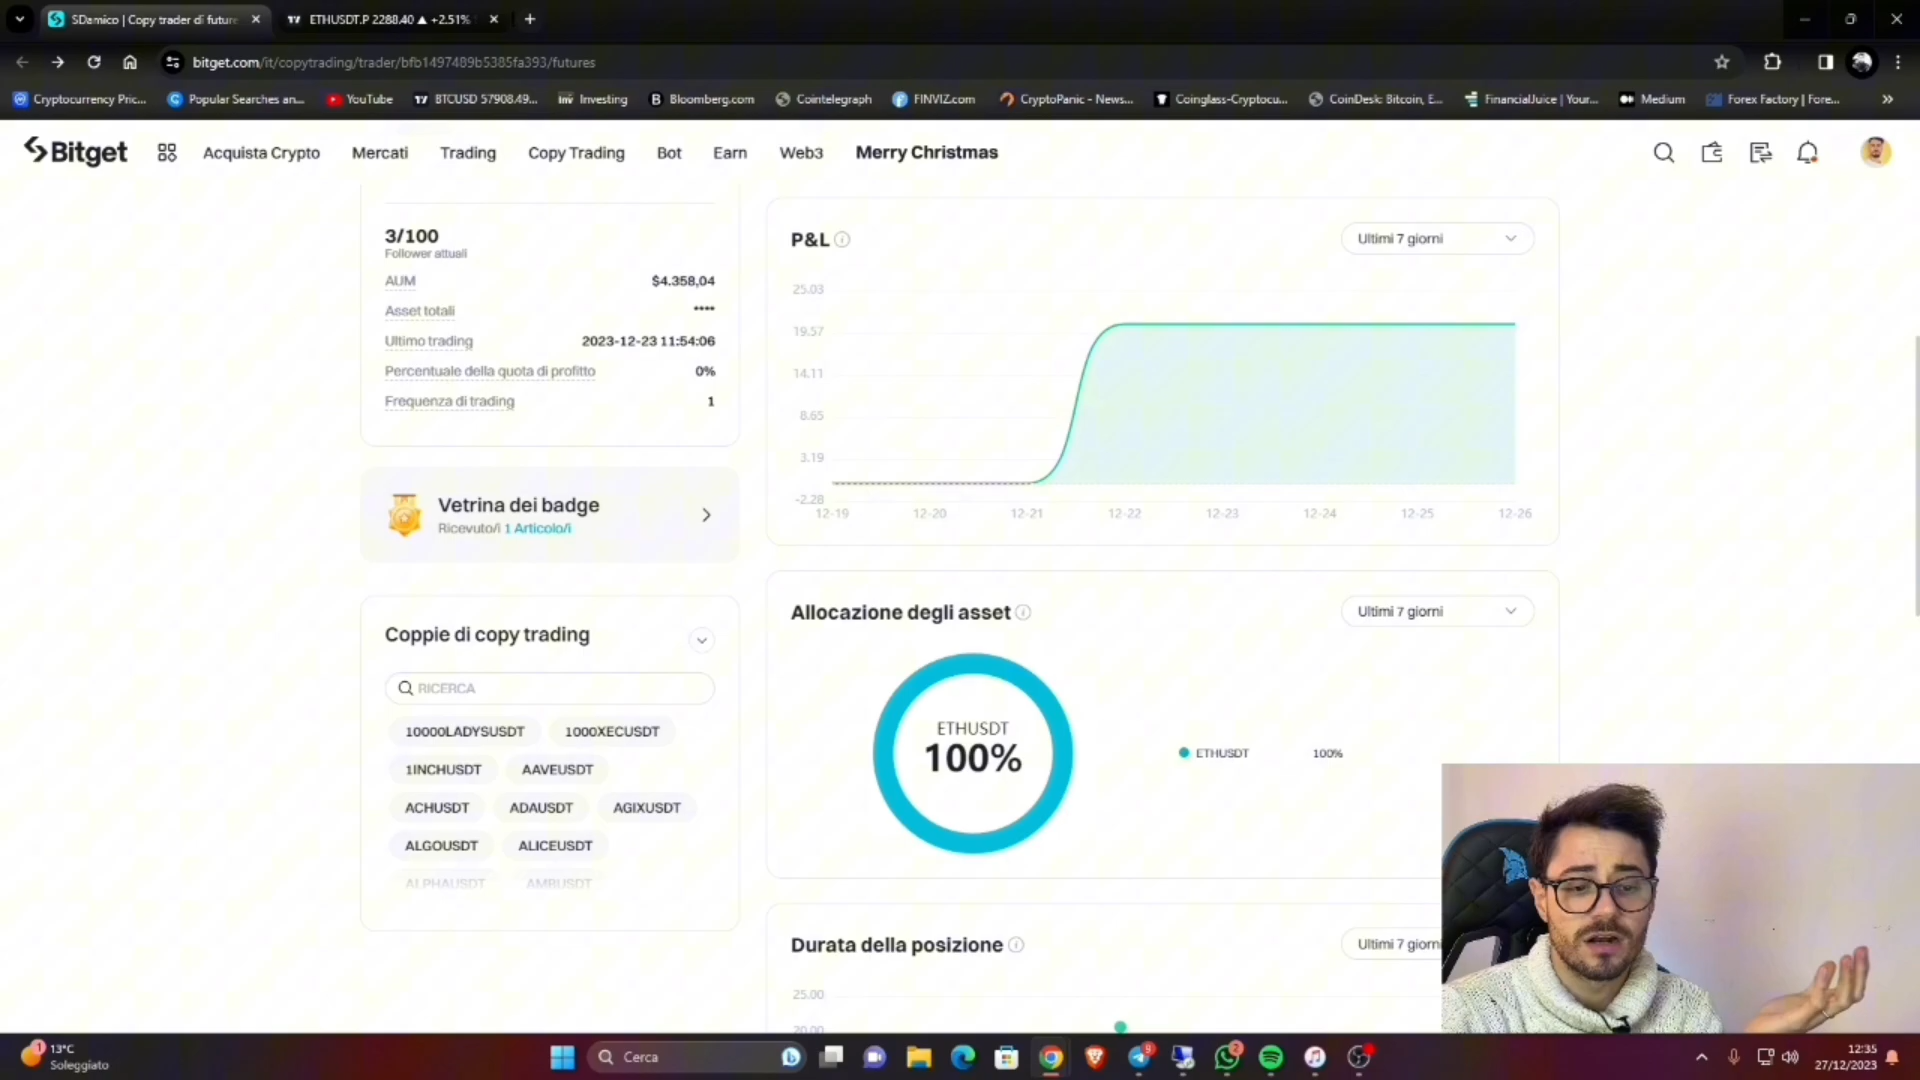 SDamico | Copy trader di future
ETHUSDT.P 2288.40 ▲ +2.51%
bitget.com/it/copytrading/trader/bfb1497489b5385fa393/futures
Cryptocurrency Pric...
Popular Searches an...
YouTube
BTCUSD 57908.49...
Investing
Bloomberg.com
Cointelegraph
FINVIZ.com
CryptoPanic - News...
Coinglass-Cryptocu...
CoinDesk: Bitcoin, E...
FinancialJuice | Your...
Medium
Forex Factory | Fore...
Bitget
Acquista Crypto
Mercati
Trading
Copy Trading
Bot
Earn
Web3
Merry Christmas
3/100
Follower attuali
AUM $4.358,04
Asset totali ****
Ultimo trading 2023-12-23 11:54:06
Percentuale della quota di profitto 0%
Frequenza di trading 1
Vetrina dei badge
Ricevuto/i 1 Articolo/i
Coppie di copy trading
RICERCA
10000LADYSUSDT 1000XECUSDT
1INCHUSDT AAVEUSDT
ACHUSDT ADAUSDT AGIXUSDT
ALGOUSDT ALICEUSDT
ALPHAUSDT AMBUSDT
P&L
Ultimi 7 giorni
25.03
19.57
14.11
8.65
3.19
-2.28
12-19 12-20 12-21 12-22 12-23 12-24 12-25 12-26
Allocazione degli asset
Ultimi 7 giorni
ETHUSDT
100%
ETHUSDT 100%
Durata della posizione
Ultimi 7 giorni
25.00
20.00
1
13°C
Soleggiato
Cerca
9
2
12:35
27/12/2023